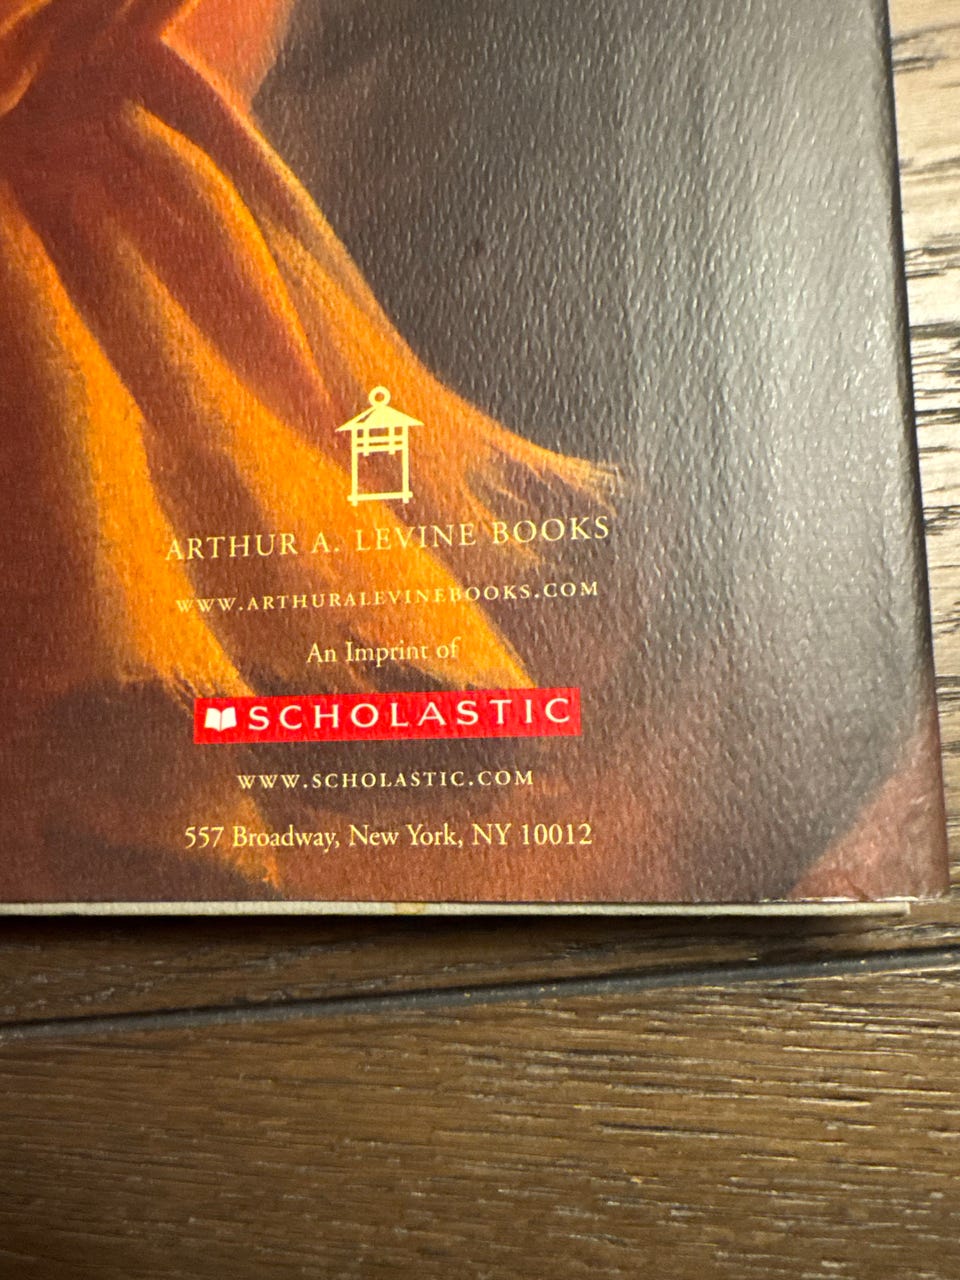 ARTHUR A. LEVINE BOOKS
WWW.ARTHURALEVINEBOOKS.COM
An Imprint of
SCHOLASTIC
WWW.SCHOLASTIC.COM
557 Broadway, New York, NY 10012